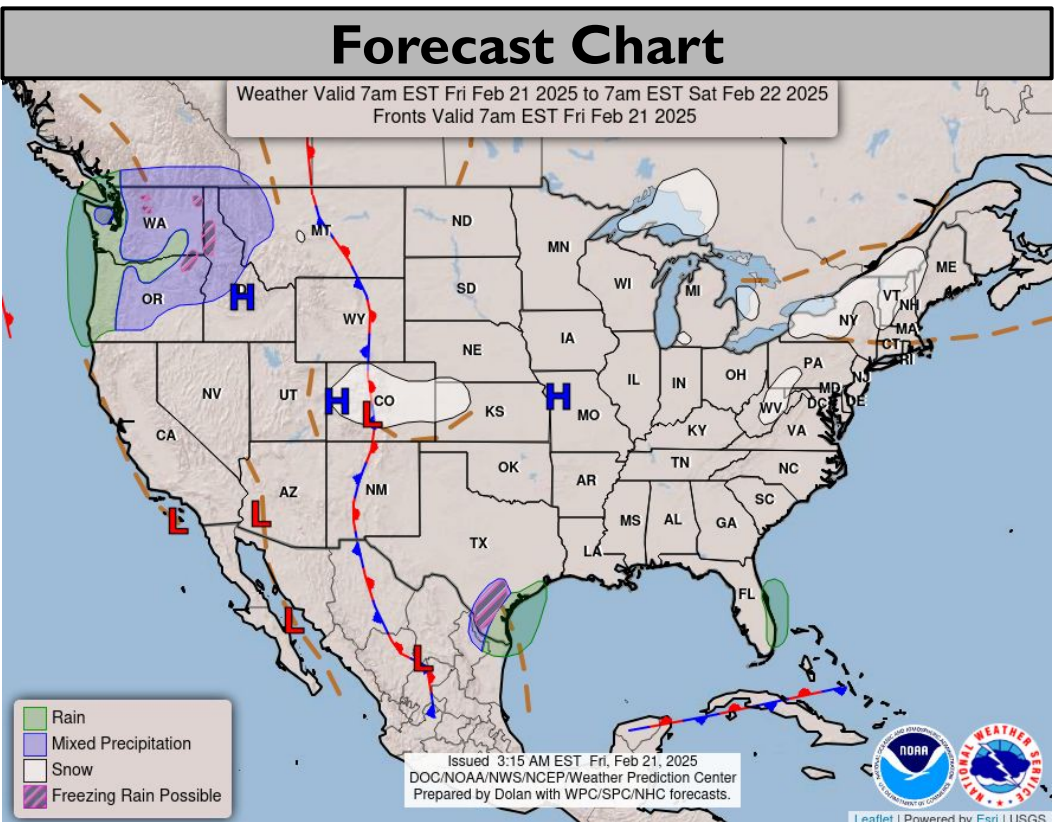 Forecast Chart
Weather Valid 7am EST Fri Feb 21 2025 to 7am EST Sat Feb 22 2025
Fronts Valid 7am EST Fri Feb 21 2025
WA
MT
ND
MN
ME
OR
H
SD
WI
MI
VT
NH
WY
NY
MA
CT
RI
IA
NE
PA
NJ
NV
UT
H
CO
L
KS
H
MO
IL
IN
OH
MD
DC
DE
WV
VA
CA
KY
AZ
NM
OK
AR
TN
NC
SC
L
L
TX
LA
MS
AL
GA
FL
L
L
Rain
Mixed Precipitation
Snow
Freezing Rain Possible
Issued 3:15 AM EST Fri, Feb 21, 2025
DOC/NOAA/NWS/NCEP/Weather Prediction Center
Prepared by Dolan with WPC/SPC/NHC forecasts.
NOAA
NATIONAL WEATHER SERVICE
Leaflet | Powered by Esri | USGS